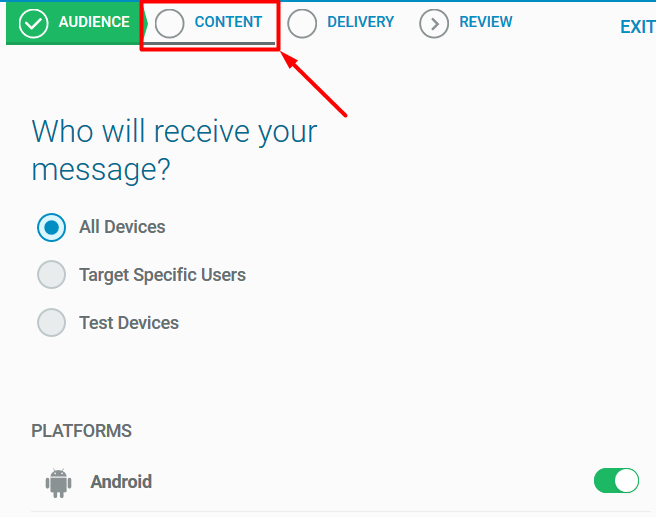 AUDIENCE CONTENT DELIVERY REVIEW EXIT
Who will receive your
message?
All Devices
Target Specific Users
Test Devices
PLATFORMS
Android